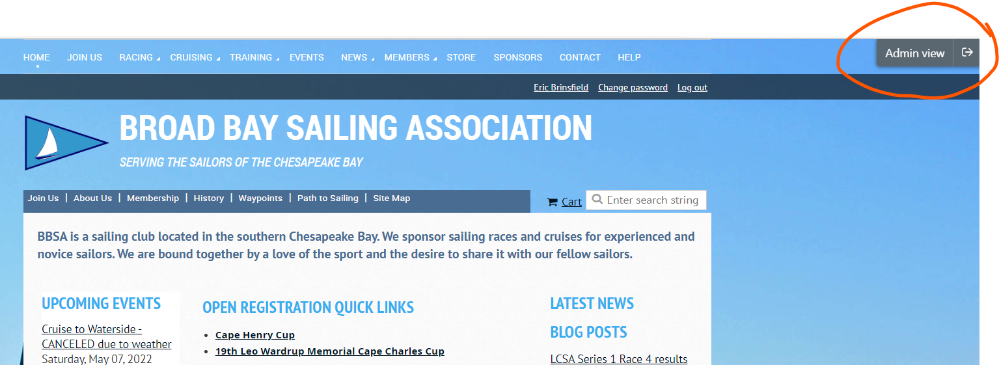 HOME JOIN US RACING CRUISING TRAINING EVENTS NEWS MEMBERS STORE SPONSORS CONTACT HELP
Admin view
Eric Brinsfield Change password Log out
BROAD BAY SAILING ASSOCIATION
SERVING THE SAILORS OF THE CHESAPEAKE BAY
Join Us | About Us | Membership | History | Waypoints | Path to Sailing | Site Map
Cart Enter search string
BBSA is a sailing club located in the southern Chesapeake Bay. We sponsor sailing races and cruises for experienced and
novice sailors. We are bound together by a love of the sport and the desire to share it with our fellow sailors.
UPCOMING EVENTS
Cruise to Waterside -
CANCELED due to weather
Saturday, May 07, 2022
OPEN REGISTRATION QUICK LINKS
• Cape Henry Cup
• 19th Leo Wardrup Memorial Cape Charles Cup
LATEST NEWS
BLOG POSTS
LCSA Series 1 Race 4 results